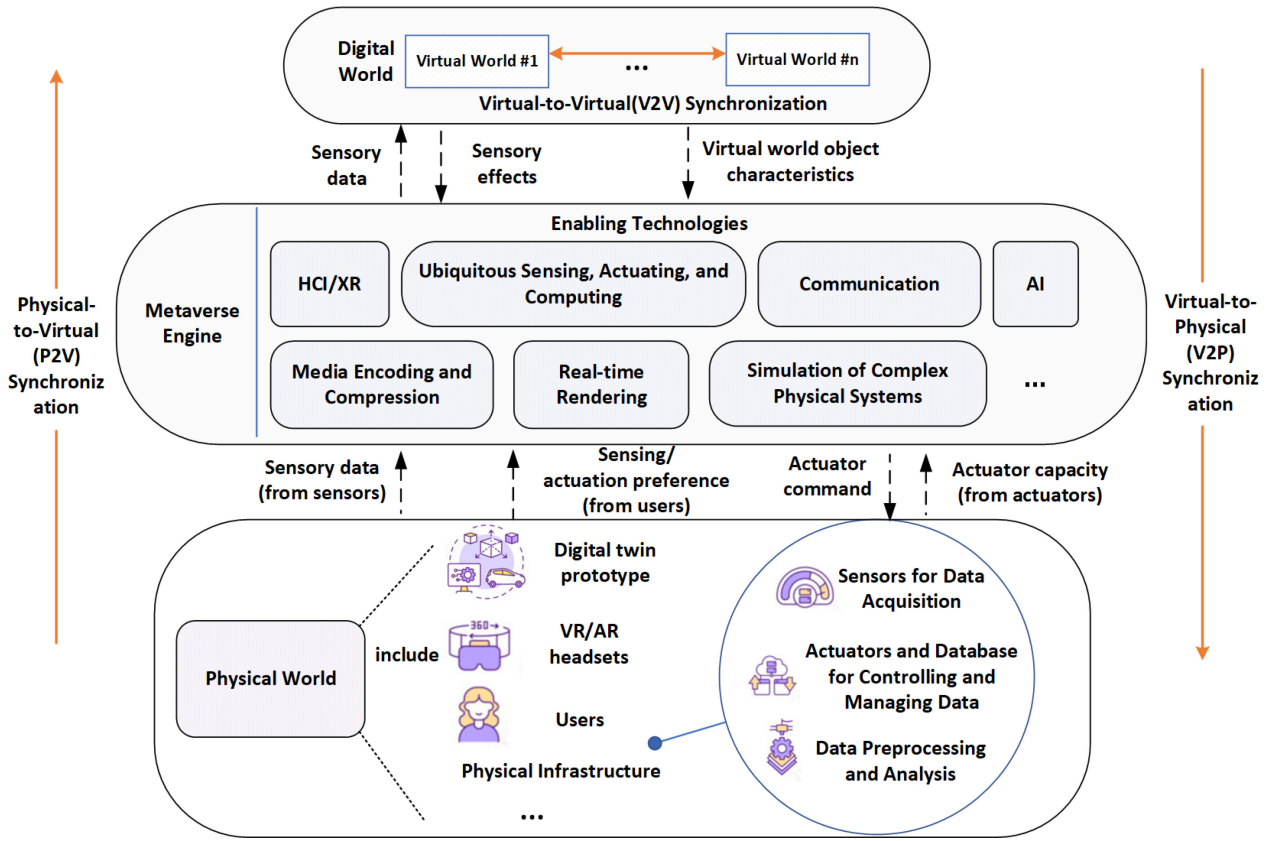 Digital
World
Virtual World #1
...
Virtual World #n
Virtual-to-Virtual(V2V) Synchronization
Sensory
data
Sensory
effects
Virtual world object
characteristics
Physical-
to-Virtual
(P2V)
Synchroniz
ation
Metaverse
Engine
Enabling Technologies
HCI/XR
Ubiquitous Sensing, Actuating, and
Computing
Communication
AI
Media Encoding and
Compression
Real-time
Rendering
Simulation of Complex
Physical Systems
...
Virtual-to-
Physical
(V2P)
Synchroniz
ation
Sensory data
(from sensors)
Sensing/
actuation preference
(from users)
Actuator
command
Actuator capacity
(from actuators)
Physical World
include
Digital twin
prototype
360°
VR/AR
headsets
Users
Physical Infrastructure
...
Sensors for Data
Acquisition
Actuators and Database
for Controlling and
Managing Data
Data Preprocessing
and Analysis